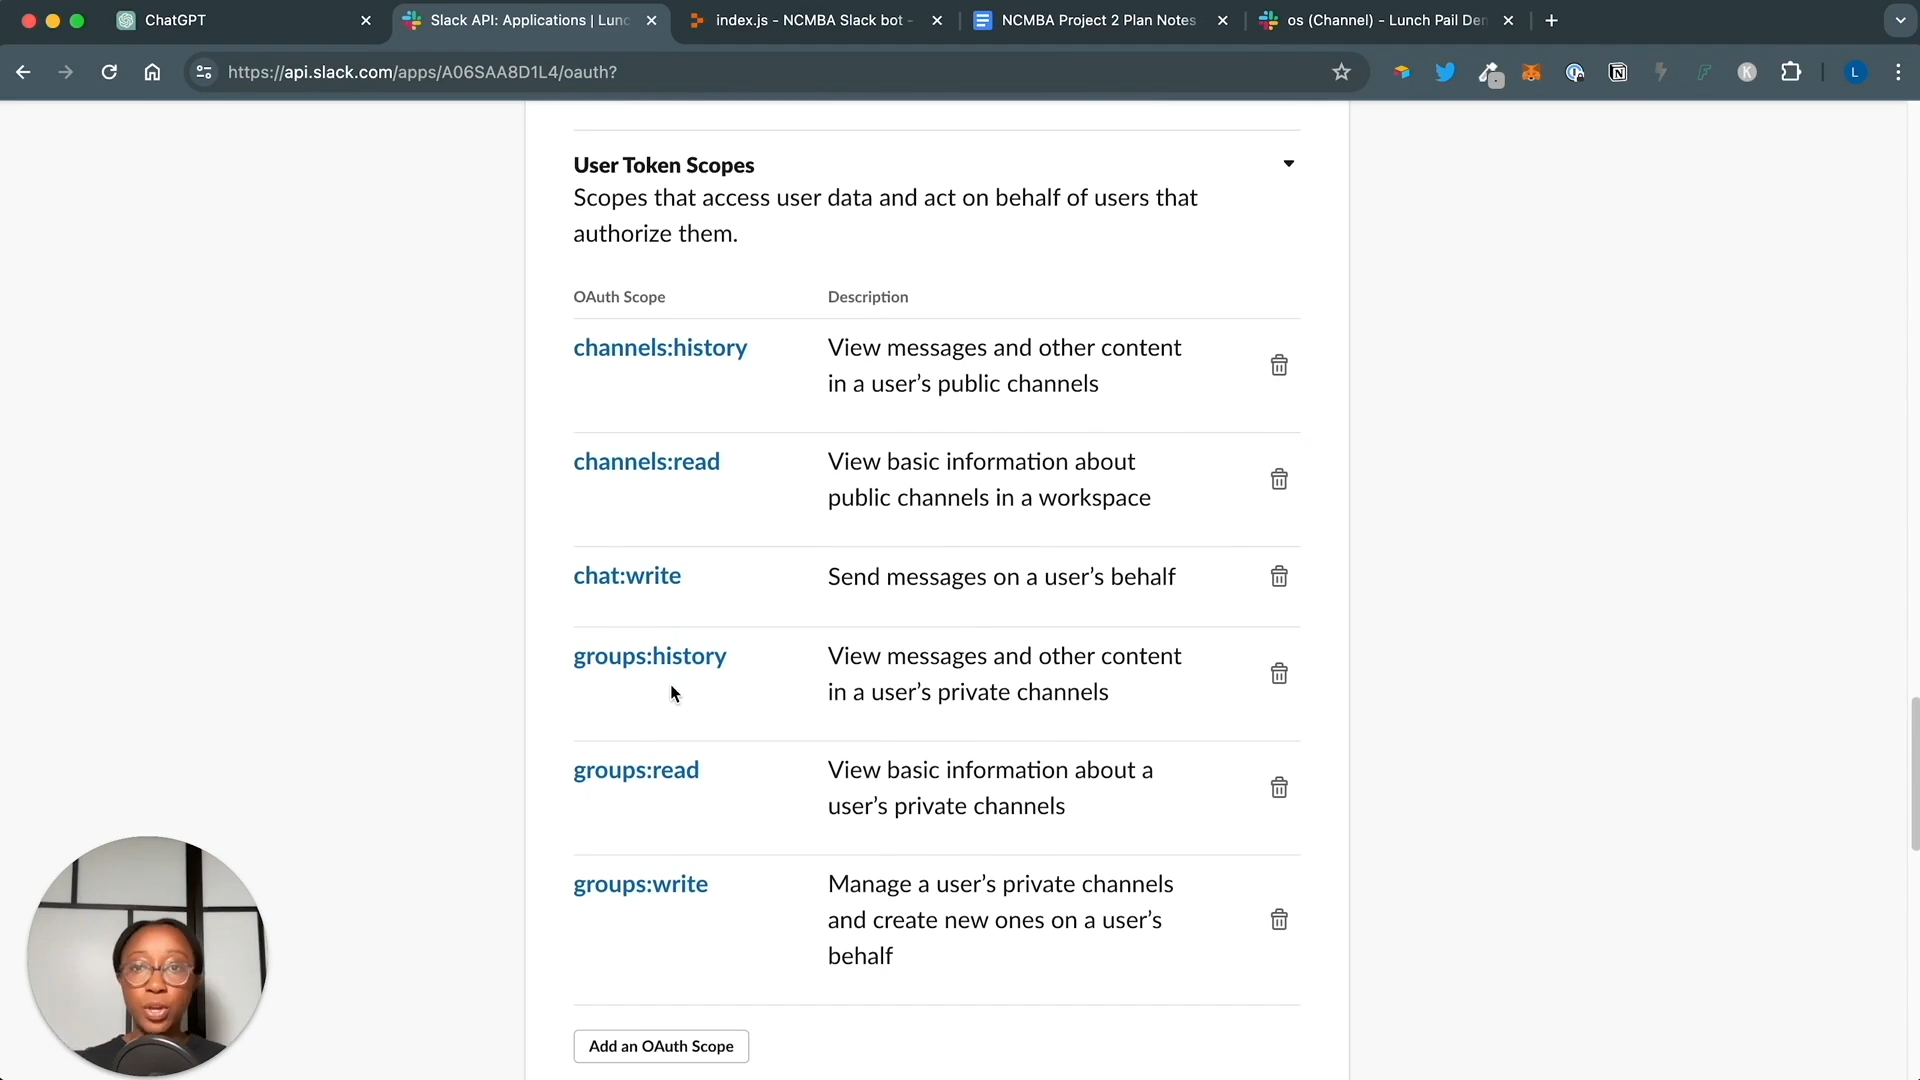 ChatGPT
Slack API: Applications | Lunc
index.js - NCMBA Slack bot -
NCMBA Project 2 Plan Notes
os (Channel) - Lunch Pail Den
https://api.slack.com/apps/A06SAA8D1L4/oauth?
K
L
User Token Scopes
Scopes that access user data and act on behalf of users that
authorize them.
OAuth Scope
Description
channels:history
View messages and other content
in a user’s public channels
channels:read
View basic information about
public channels in a workspace
chat:write
Send messages on a user’s behalf
groups:history
View messages and other content
in a user’s private channels
groups:read
View basic information about a
user’s private channels
groups:write
Manage a user’s private channels
and create new ones on a user’s
behalf
Add an OAuth Scope